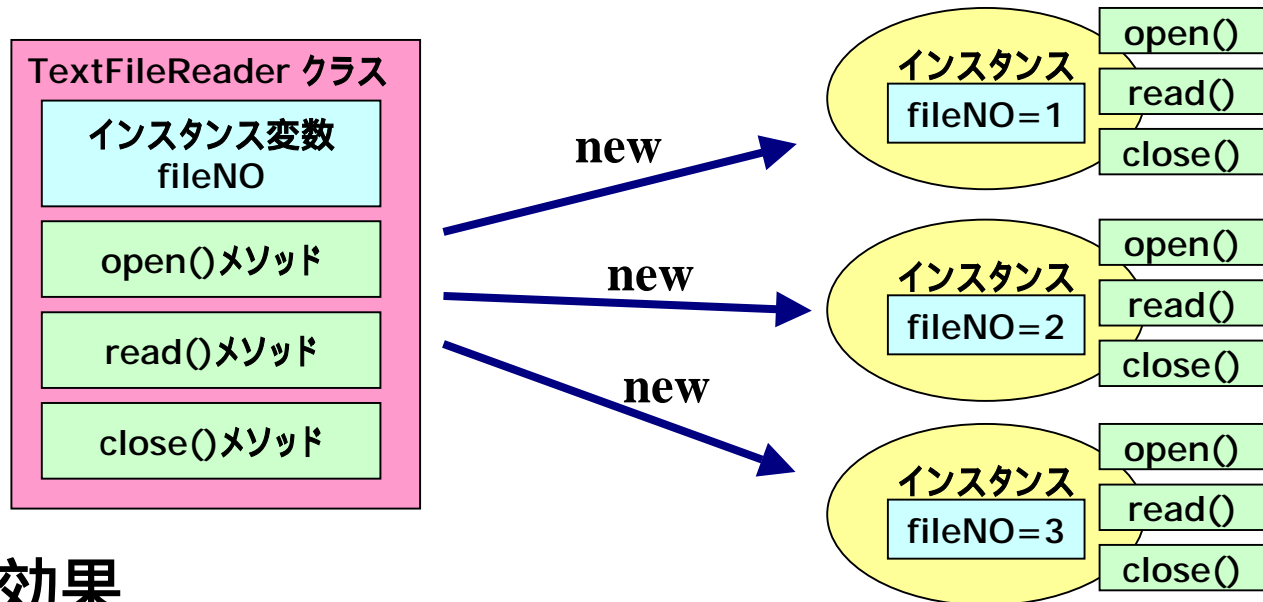 TextFileReader クラス
インスタンス変数
fileNO
open()メソッド
read()メソッド
close()メソッド
new
new
new
インスタンス
fileNO=1
open()
read()
close()
インスタンス
fileNO=2
open()
read()
close()
インスタンス
fileNO=3
open()
read()
close()
効果